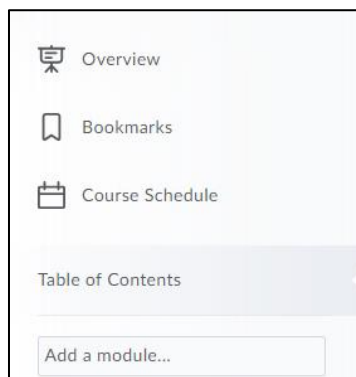 Overview
Bookmarks
Course Schedule
Table of Contents
Add a module...